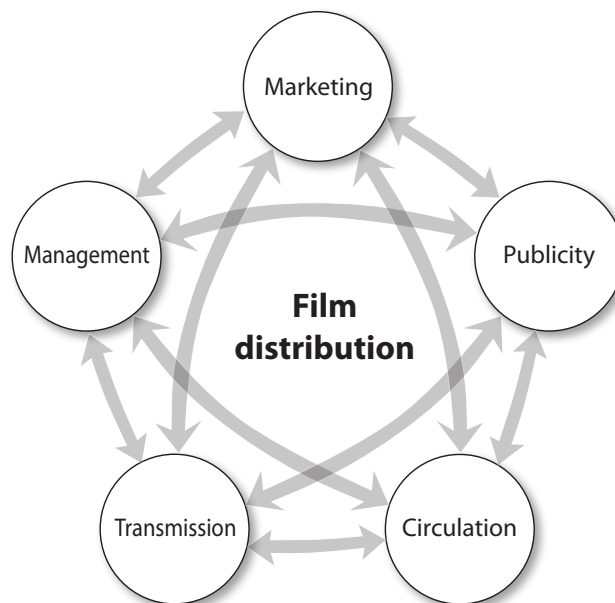 Marketing
Management
Publicity
Film
distribution
Transmission
Circulation